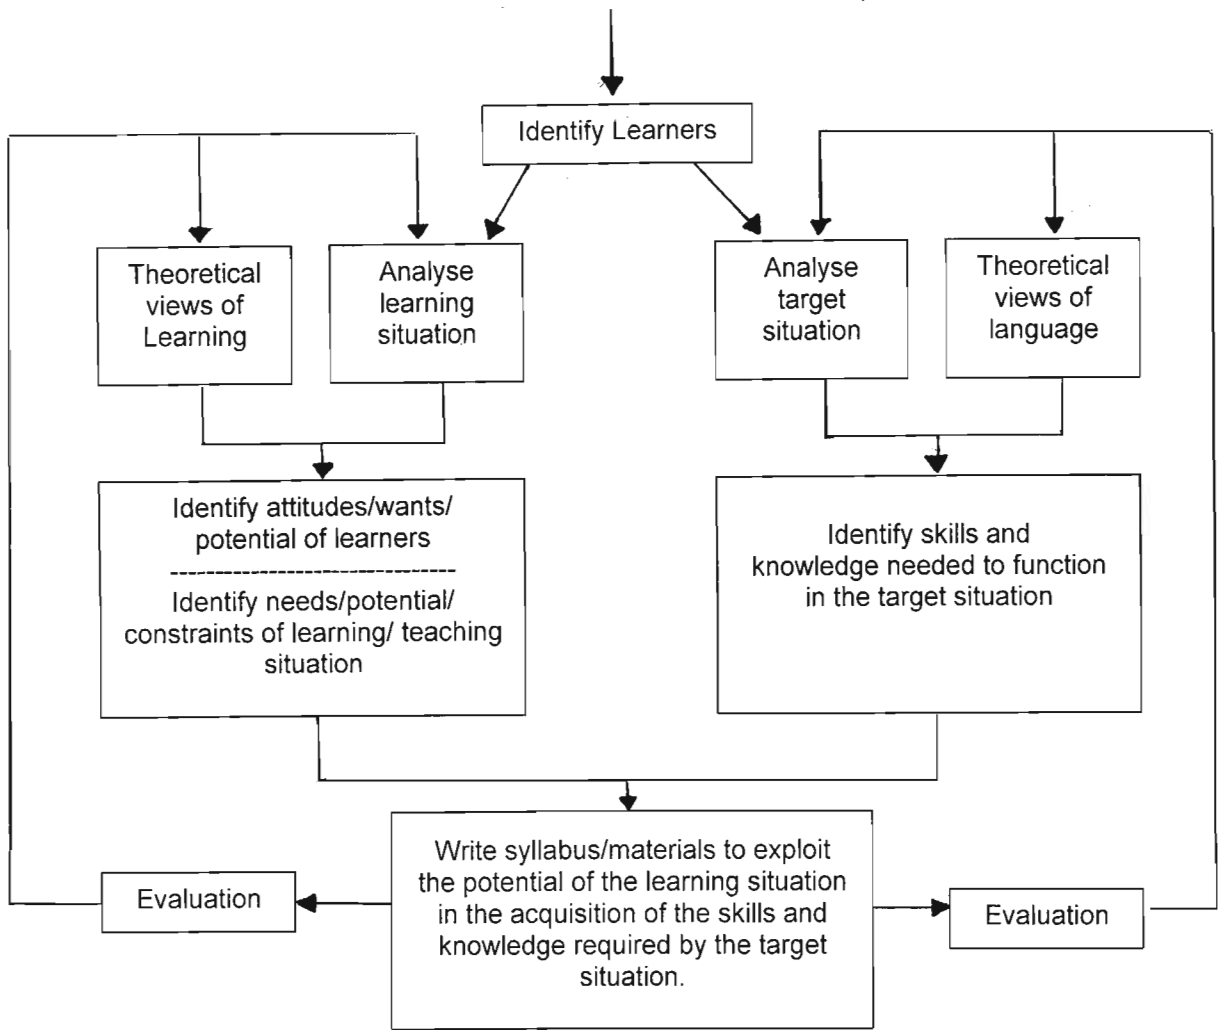 Identify Learners
Theoretical
views of
Learning
Analyse
learning
situation
Analyse
target
situation
Theoretical
views of
language
Identify attitudes/wants/
potential of learners
--------------------------------
Identify needs/potential/
constraints of learning/ teaching
situation
Identify skills and
knowledge needed to function
in the target situation
Evaluation
Write syllabus/materials to exploit
the potential of the learning situation
in the acquisition of the skills and
knowledge required by the target
situation.
Evaluation